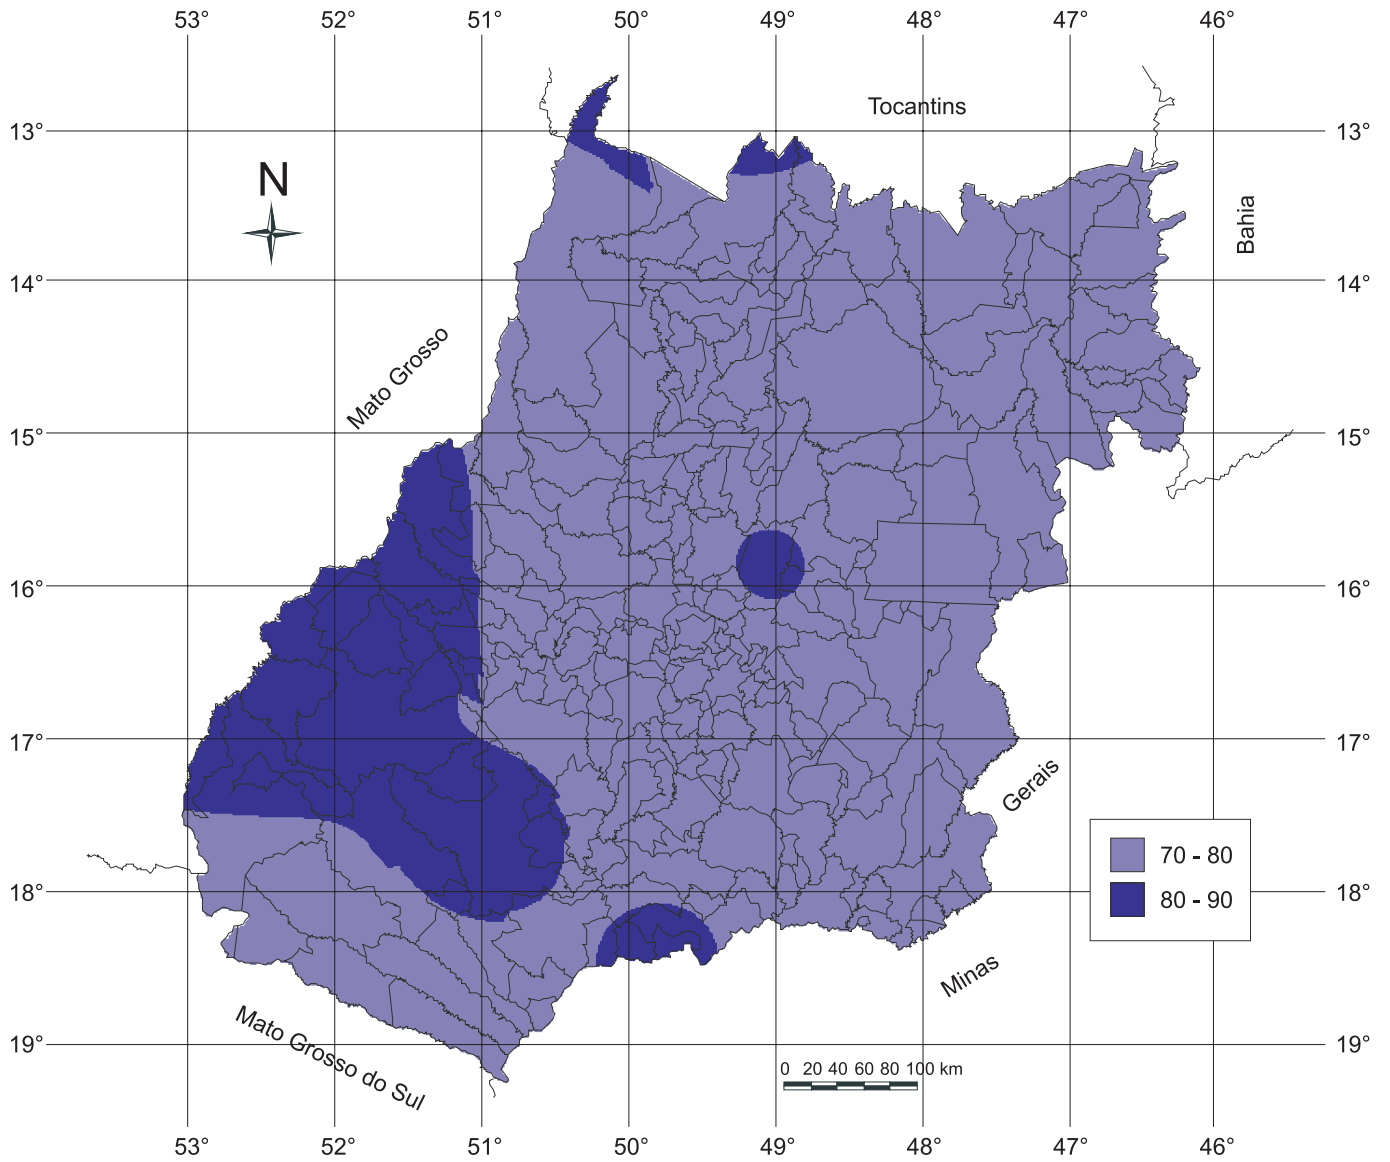 53° 52° 51° 50° 49° 48° 47° 46°
Tocantins
13° 13°
N
Bahia
14° 14°
Mato Grosso
15° 15°
16° 16°
17° 17°
Gerais
70 - 80
18° 18°
80 - 90
Minas
Mato Grosso do Sul
19° 19°
0 20 40 60 80 100 km
53° 52° 51° 50° 49° 48° 47° 46°